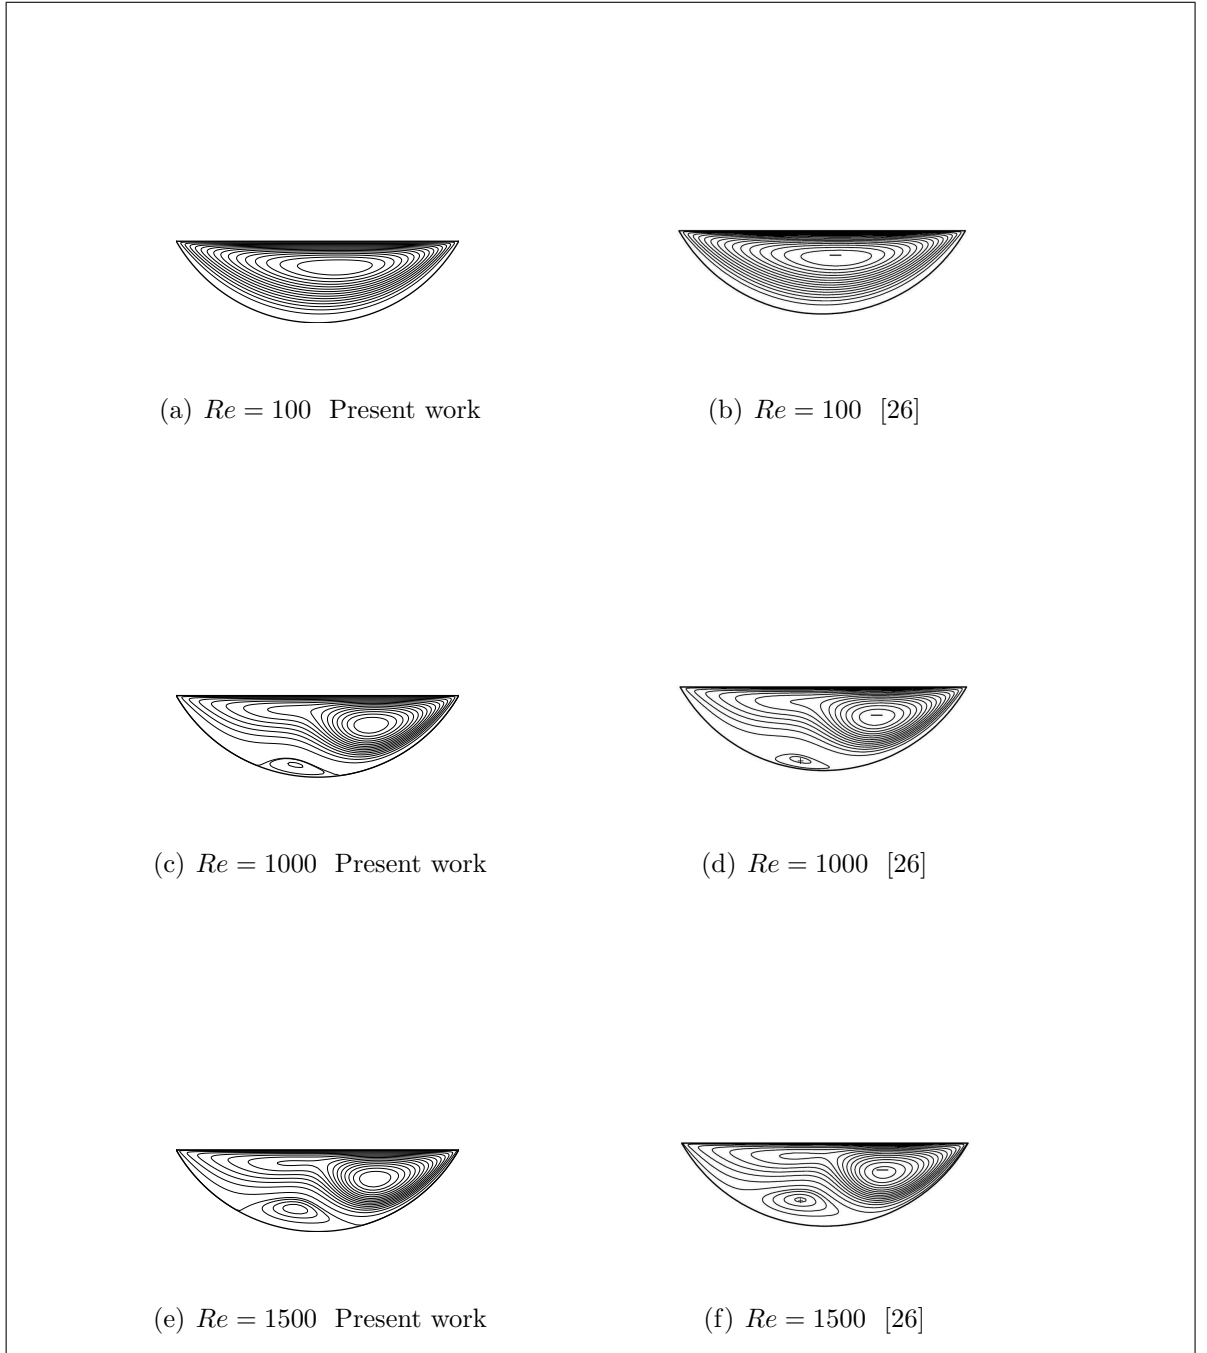 (a) Re = 100 Present work
(b) Re = 100 [26]
(c) Re = 1000 Present work
(d) Re = 1000 [26]
(e) Re = 1500 Present work
(f) Re = 1500 [26]